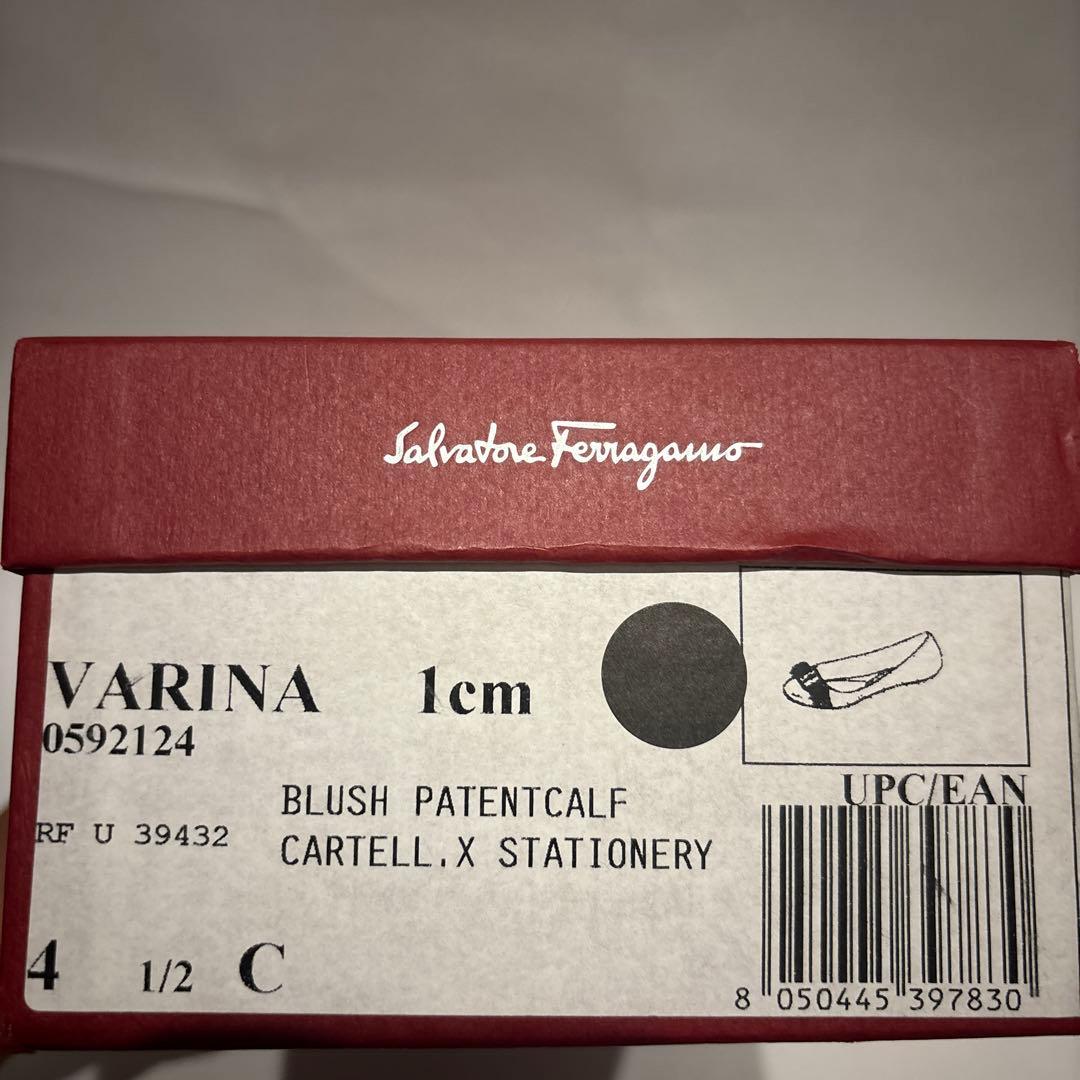 Salvatore Ferragamo
VARINA 1cm
0592124
BLUSH PATENTCALF
RF U 39432
CARTELL.X STATIONERY
4 1/2 C
UPC/EAN
8 050445 397830